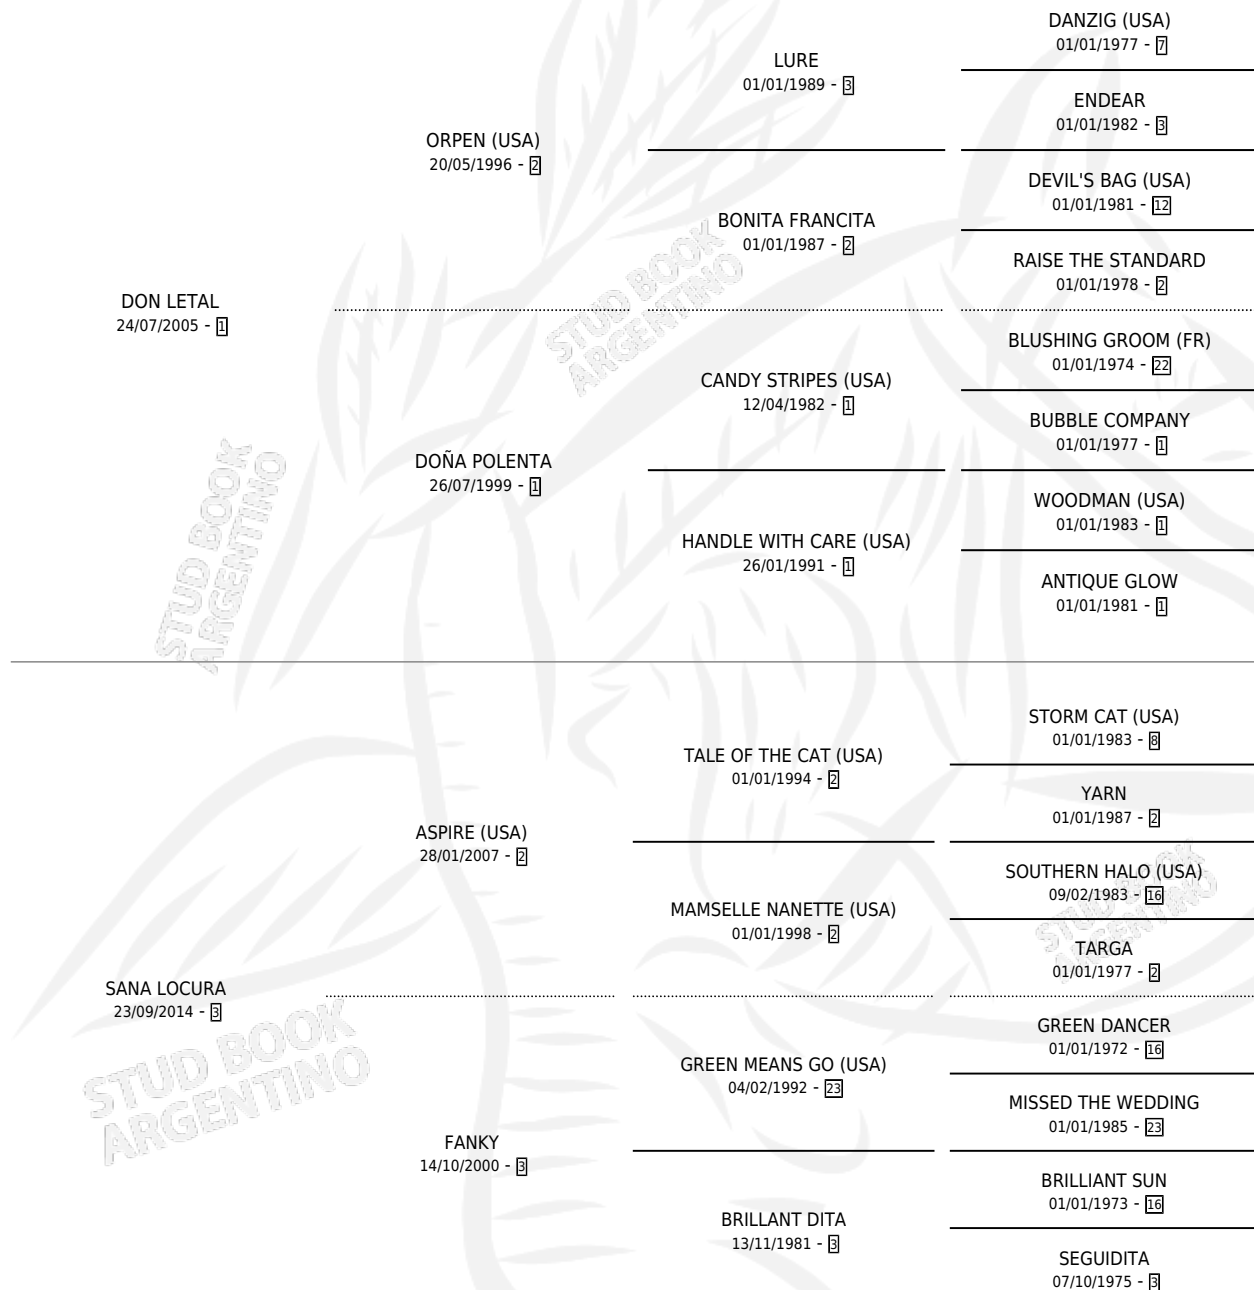 DANZIG (USA)
01/01/1977 - 7
LURE
01/01/1989 - 3
ENDEAR
01/01/1982 - 3
ORPEN (USA)
20/05/1996 - 2
DEVIL'S BAG (USA)
01/01/1981 - 12
BONITA FRANCITA
01/01/1987 - 2
RAISE THE STANDARD
01/01/1978 - 2
DON LETAL
24/07/2005 - 1
BLUSHING GROOM (FR)
01/01/1974 - 22
CANDY STRIPES (USA)
12/04/1982 - 1
BUBBLE COMPANY
01/01/1977 - 1
DOÑA POLENTA
26/07/1999 - 1
WOODMAN (USA)
01/01/1983 - 1
HANDLE WITH CARE (USA)
26/01/1991 - 1
ANTIQUE GLOW
01/01/1981 - 1
STORM CAT (USA)
01/01/1983 - 8
TALE OF THE CAT (USA)
01/01/1994 - 2
YARN
01/01/1987 - 2
ASPIRE (USA)
28/01/2007 - 2
SOUTHERN HALO (USA)
09/02/1983 - 16
MAMSELLE NANETTE (USA)
01/01/1998 - 2
TARGA
01/01/1977 - 2
SANA LOCURA
23/09/2014 - 3
GREEN DANCER
01/01/1972 - 16
GREEN MEANS GO (USA)
04/02/1992 - 23
MISSED THE WEDDING
01/01/1985 - 23
FANKY
14/10/2000 - 3
BRILLIANT SUN
01/01/1973 - 16
BRILLANT DITA
13/11/1981 - 3
SEGUIDITA
07/10/1975 - 3
STUD BOOK
ARGENTINO
STUD BOOK
ARGENTINO
STUD BOOK
ARGENTINO
STUD BOOK
ARGENTINO